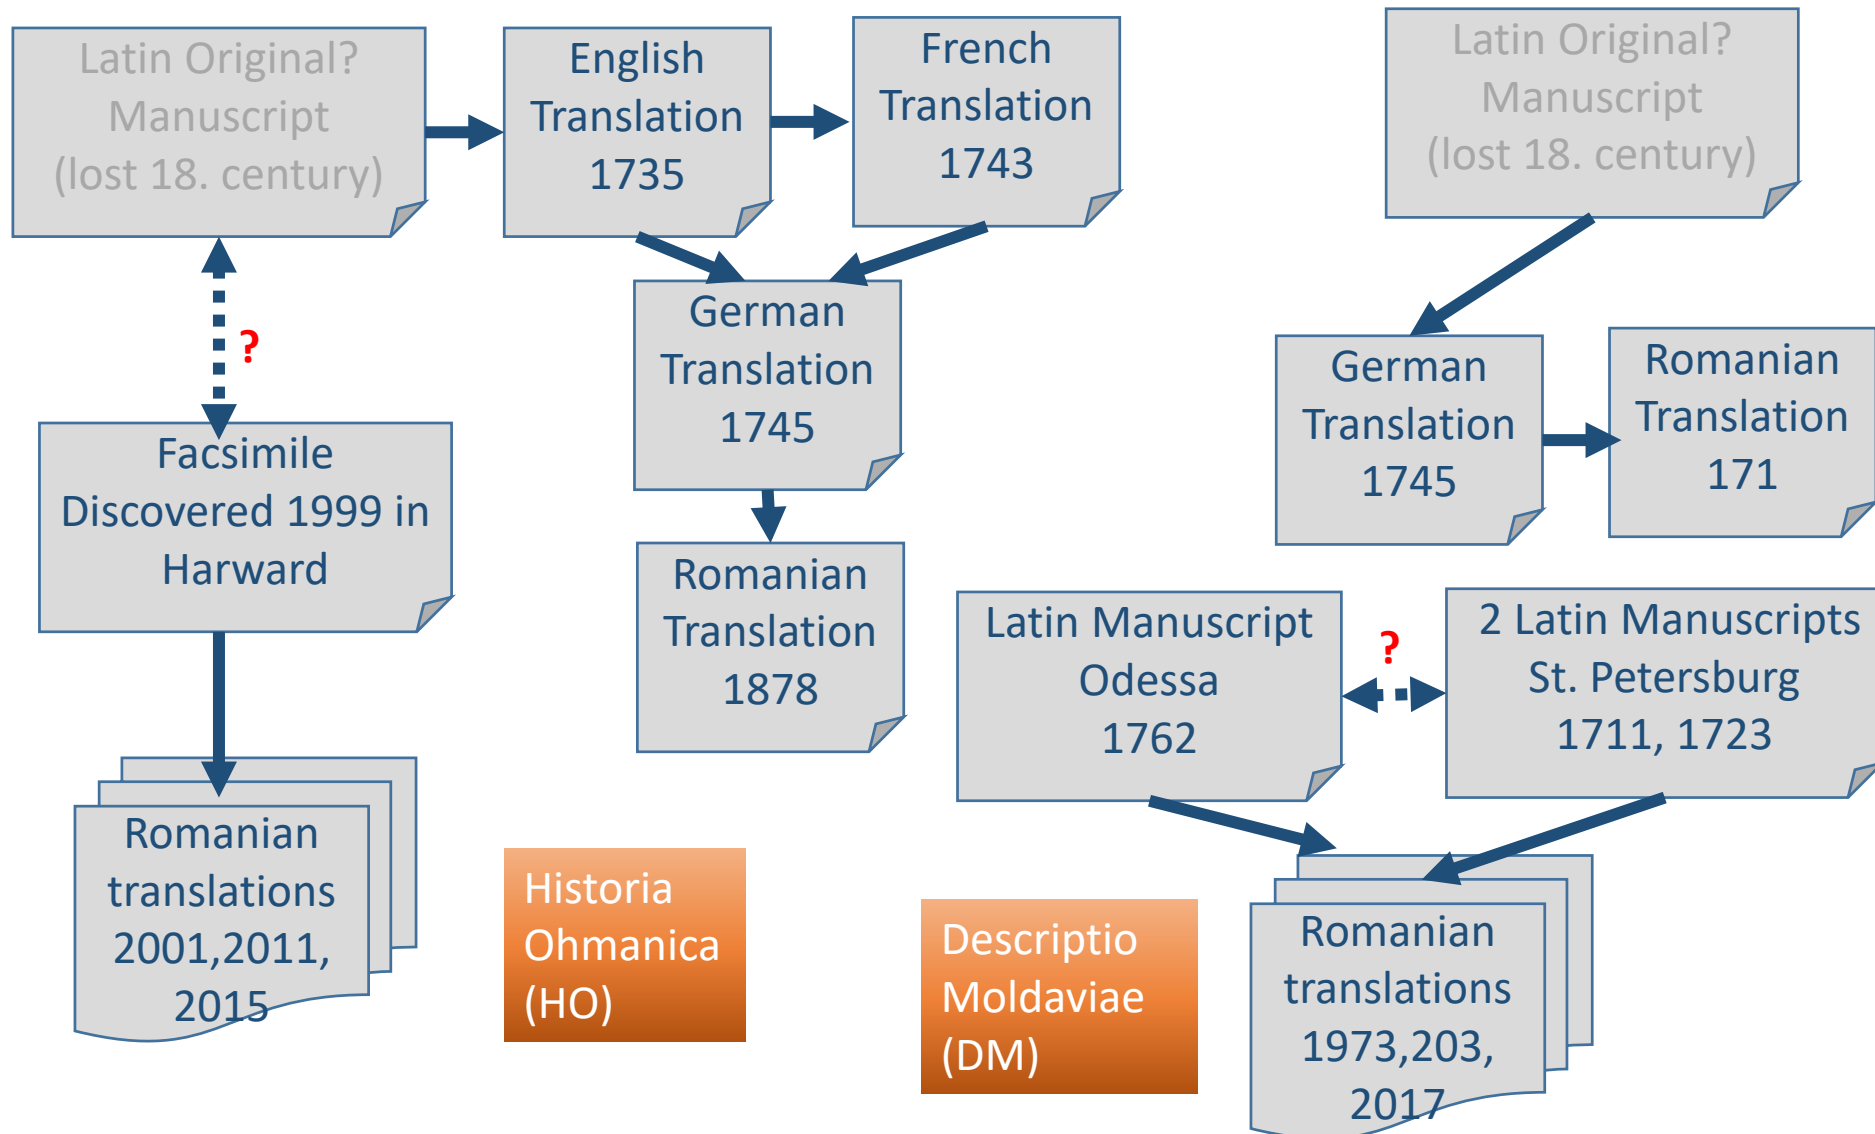 Latin Original?
Manuscript
(lost 18. century)
English
Translation
1735
French
Translation
1743
Latin Original?
Manuscript
(lost 18. century)
?
German
Translation
1745
German
Translation
1745
Romanian
Translation
171
Facsimile
Discovered 1999 in
Harward
Romanian
Translation
1878
Latin Manuscript
Odessa
1762
?
2 Latin Manuscripts
St. Petersburg
1711, 1723
Romanian
translations
2001,2011,
2015
Historia
Ohmanica
(HO)
Descriptio
Moldaviae
(DM)
Romanian
translations
1973,203,
2017